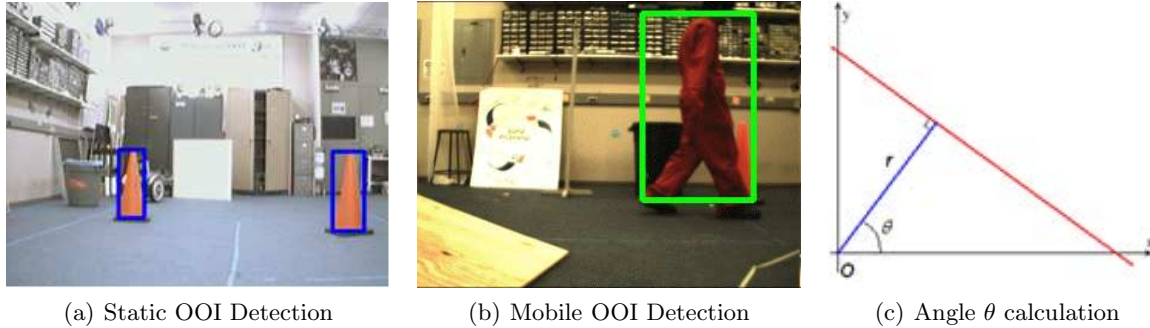 y
r
θ
O
x
(a) Static OOI Detection
(b) Mobile OOI Detection
(c) Angle θ calculation